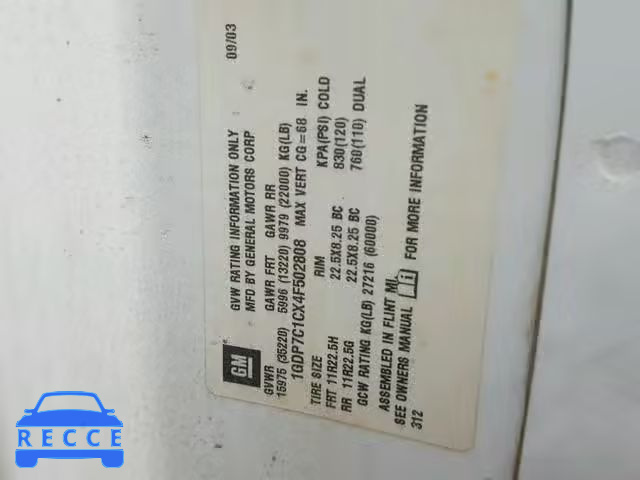 GVW RATING INFORMATION ONLY
GM MFD BY GENERAL MOTORS CORP 09/03
GVWR GAWR FRT GAWR RR
15975 (35220) 5996 (13220) 9979 (22000) KG(LB)
1GDP7C1CX4F502808 MAX VERT CG=68 IN.
TIRE SIZE RIM KPA(PSI) COLD
FRT 11R22.5H 22.5X8.25 BC 830(120)
RR 11R22.5G 22.5X8.25 BC 760(110) DUAL
GCW RATING KG(LB) 27216 (60000)
ASSEMBLED IN FLINT MI.
SEE OWNERS MANUAL FOR MORE INFORMATION
312
RECCE